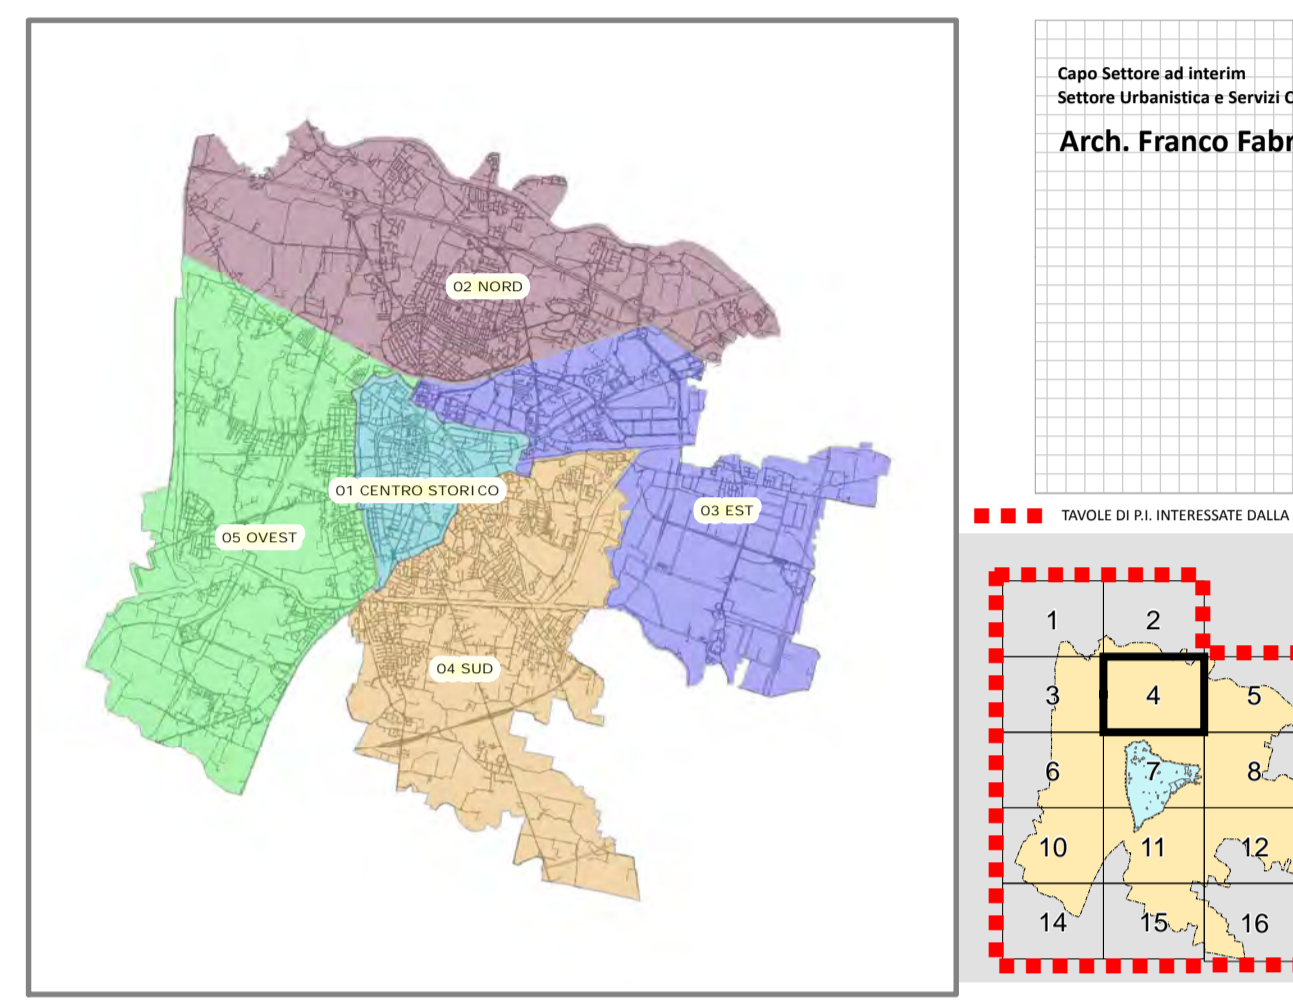 02 NORD
01 CENTRO STORICO
03 EST
05 OVEST
04 SUD
Capo Settore ad interim
Settore Urbanistica e Servizi C
Arch. Franco Fabr
TAVOLE DI P.I. INTERESSATE DALLA
1 2
3 4 5
6 7 8
10 11 12
14 15 16